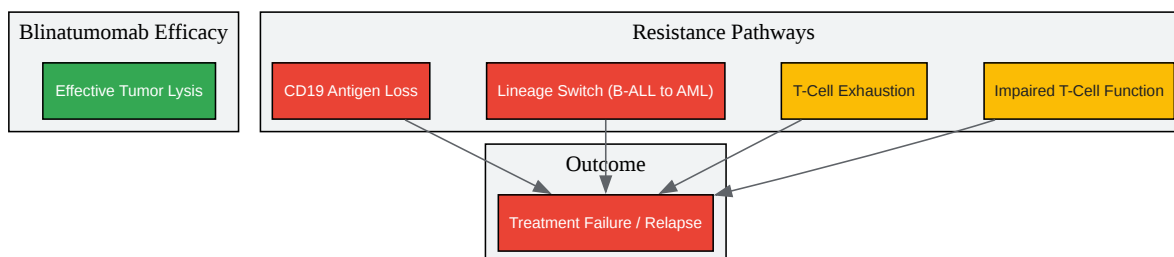 Blinatumomab Efficacy
Resistance Pathways
Effective Tumor Lysis
CD19 Antigen Loss
Lineage Switch (B-ALL to AML)
T-Cell Exhaustion
Impaired T-Cell Function
Outcome
Treatment Failure / Relapse